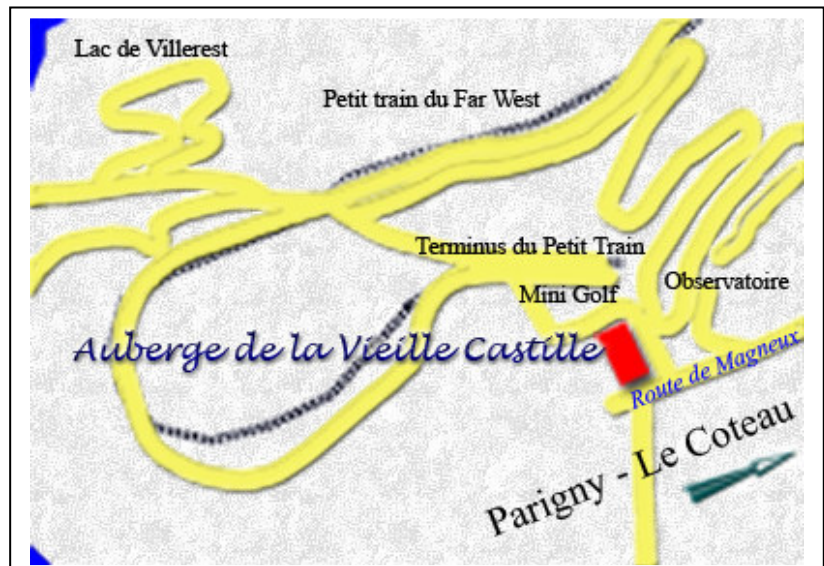 Lac de Villerest
Petit train du Far West
Terminus du Petit Train
Observatoire
Mini Golf
Auberge de la Vieille Castille
Route de Magneux
Parigny - Le Coteau